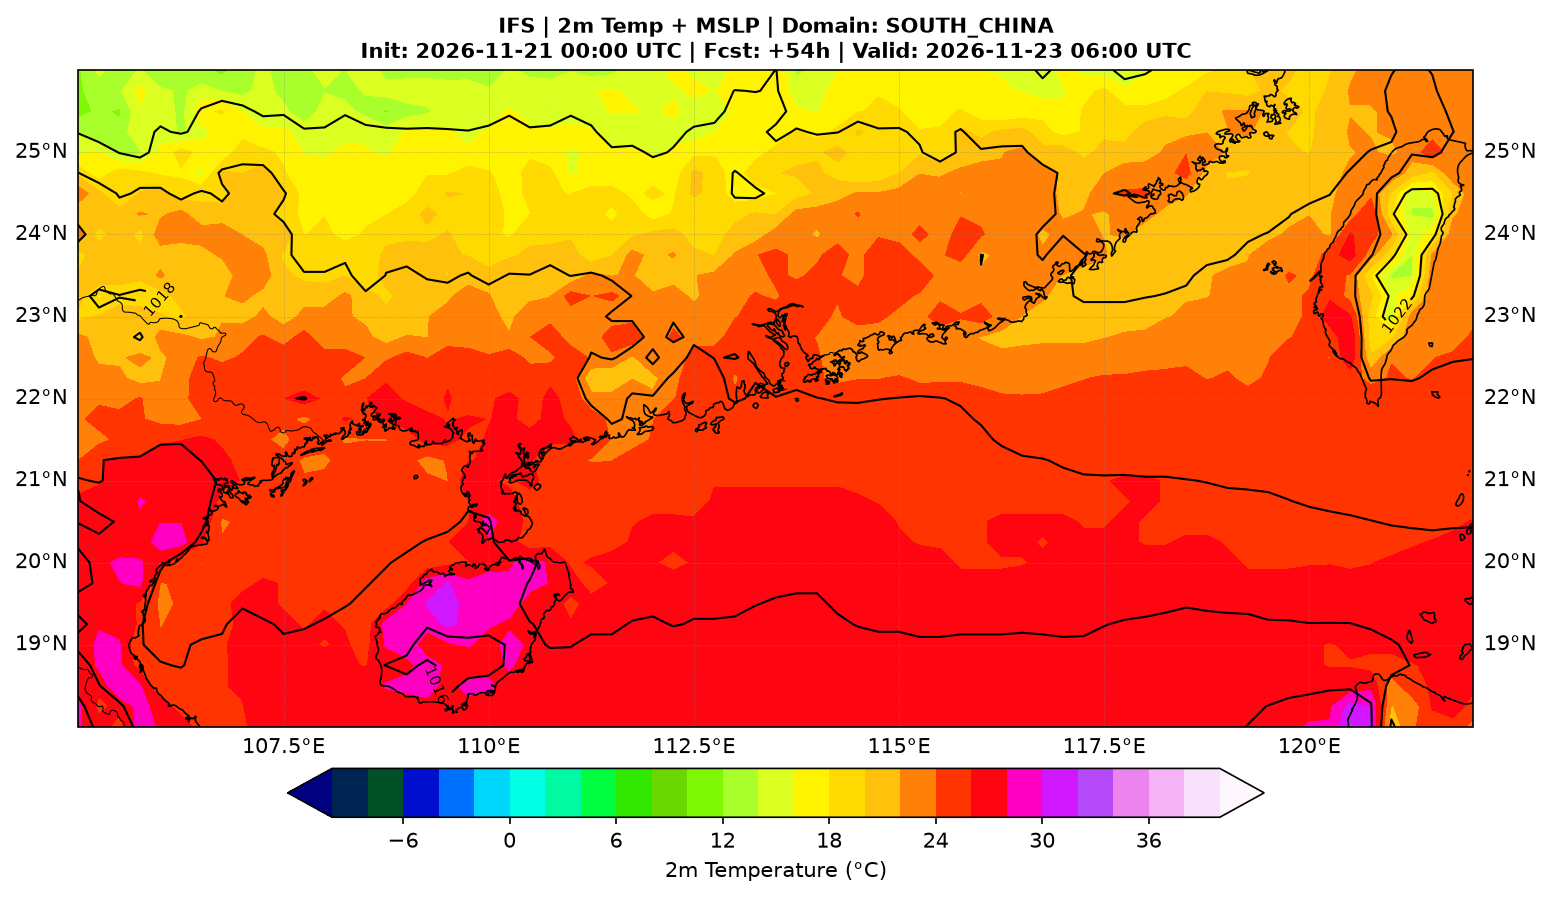 IFS | 2m Temp + MSLP | Domain: SOUTH_CHINA
Init: 2026-11-21 00:00 UTC | Fcst: +54h | Valid: 2026-11-23 06:00 UTC
25°N 25°N
24°N 24°N
23°N 23°N
22°N 22°N
21°N 21°N
20°N 20°N
19°N 19°N
1018
1022
1016
107.5°E 110°E 112.5°E 115°E 117.5°E 120°E
−6 0 6 12 18 24 30 36
2m Temperature (°C)